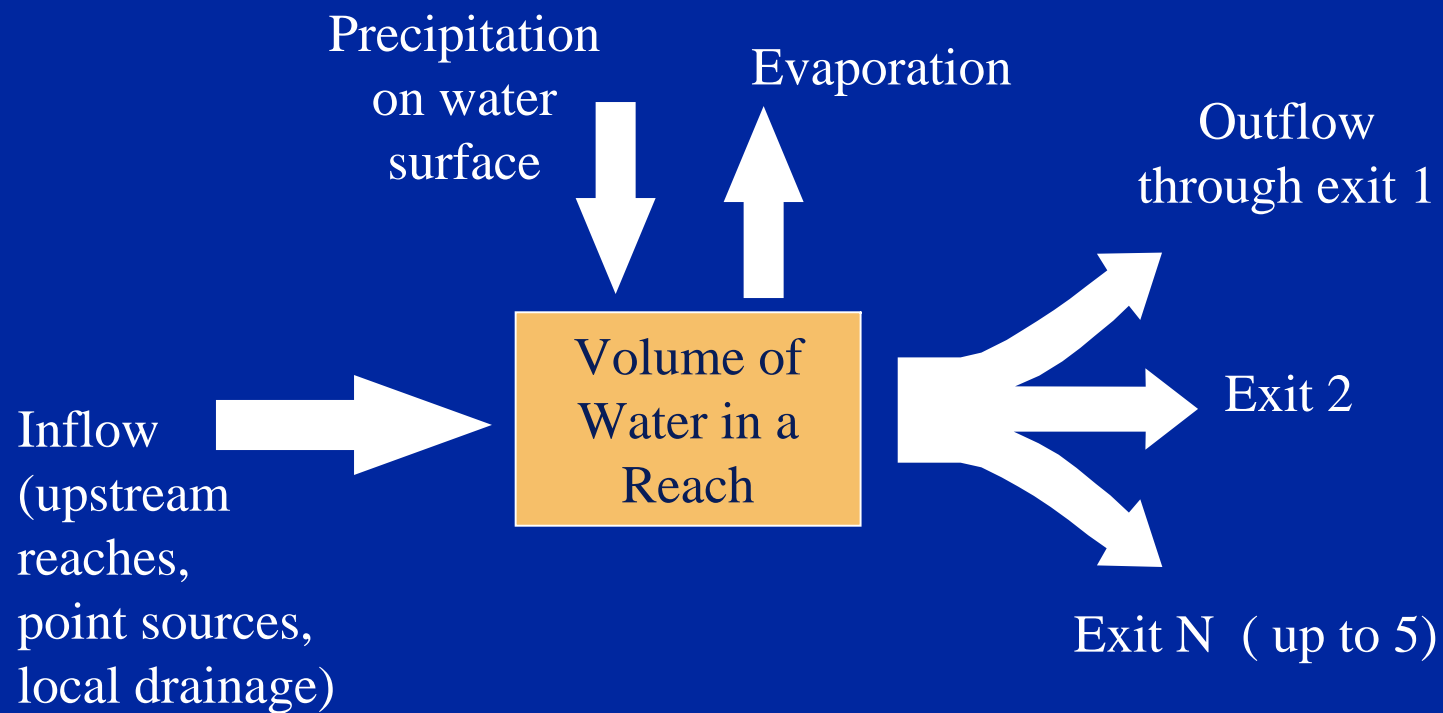 Precipitation
on water
surface
Evaporation
Outflow
through exit 1
Volume of
Water in a
Reach
Exit 2
Inflow
(upstream
reaches,
point sources,
local drainage)
Exit N ( up to 5)